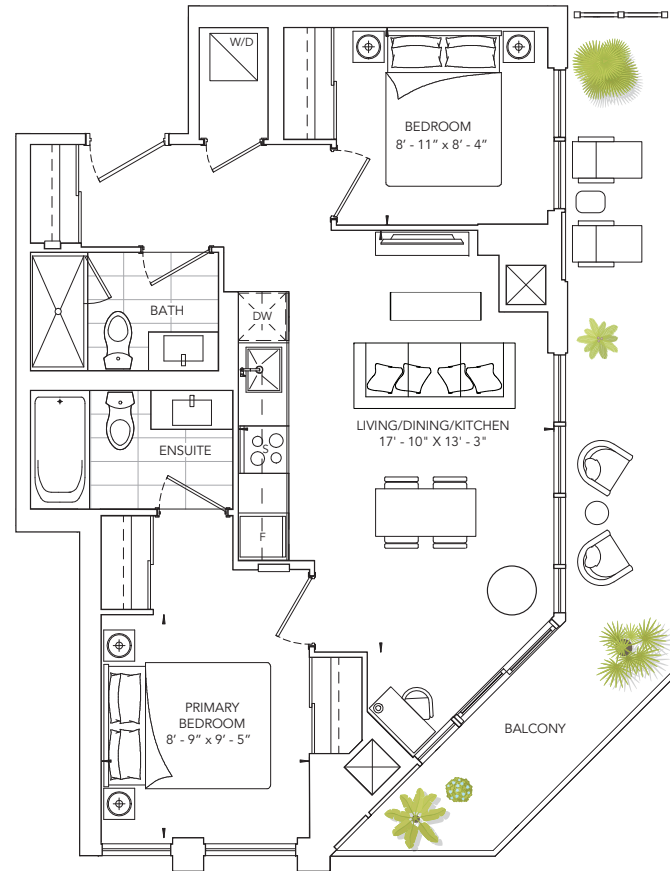 W/D
BEDROOM
8' - 11" x 8' - 4"
BATH
DW
LIVING/DINING/KITCHEN
17' - 10" X 13' - 3"
ENSUITE
S
F
PRIMARY
BEDROOM
8' - 9" x 9' - 5"
BALCONY